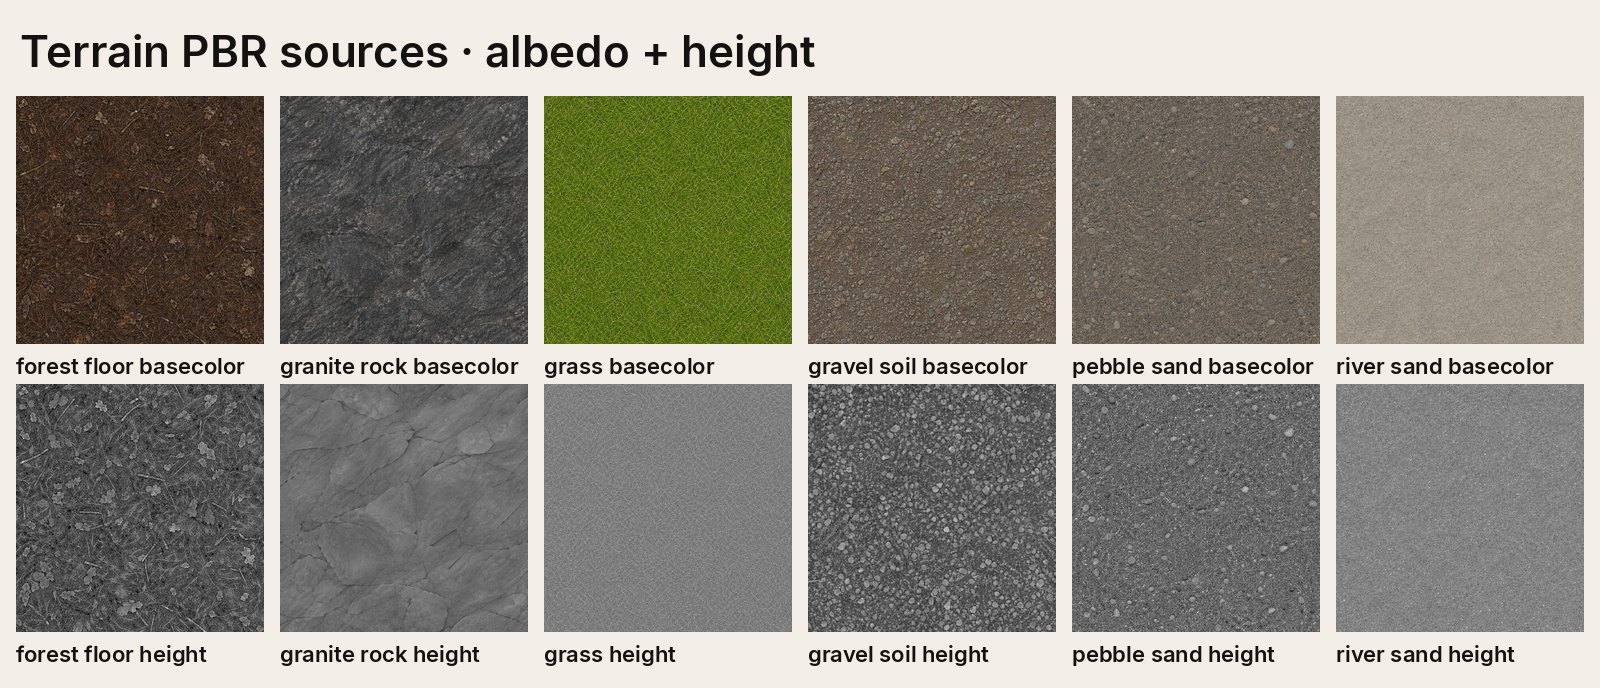 Terrain PBR sources · albedo + height
forest floor basecolor
granite rock basecolor
grass basecolor
gravel soil basecolor
pebble sand basecolor
river sand basecolor
forest floor height
granite rock height
grass height
gravel soil height
pebble sand height
river sand height